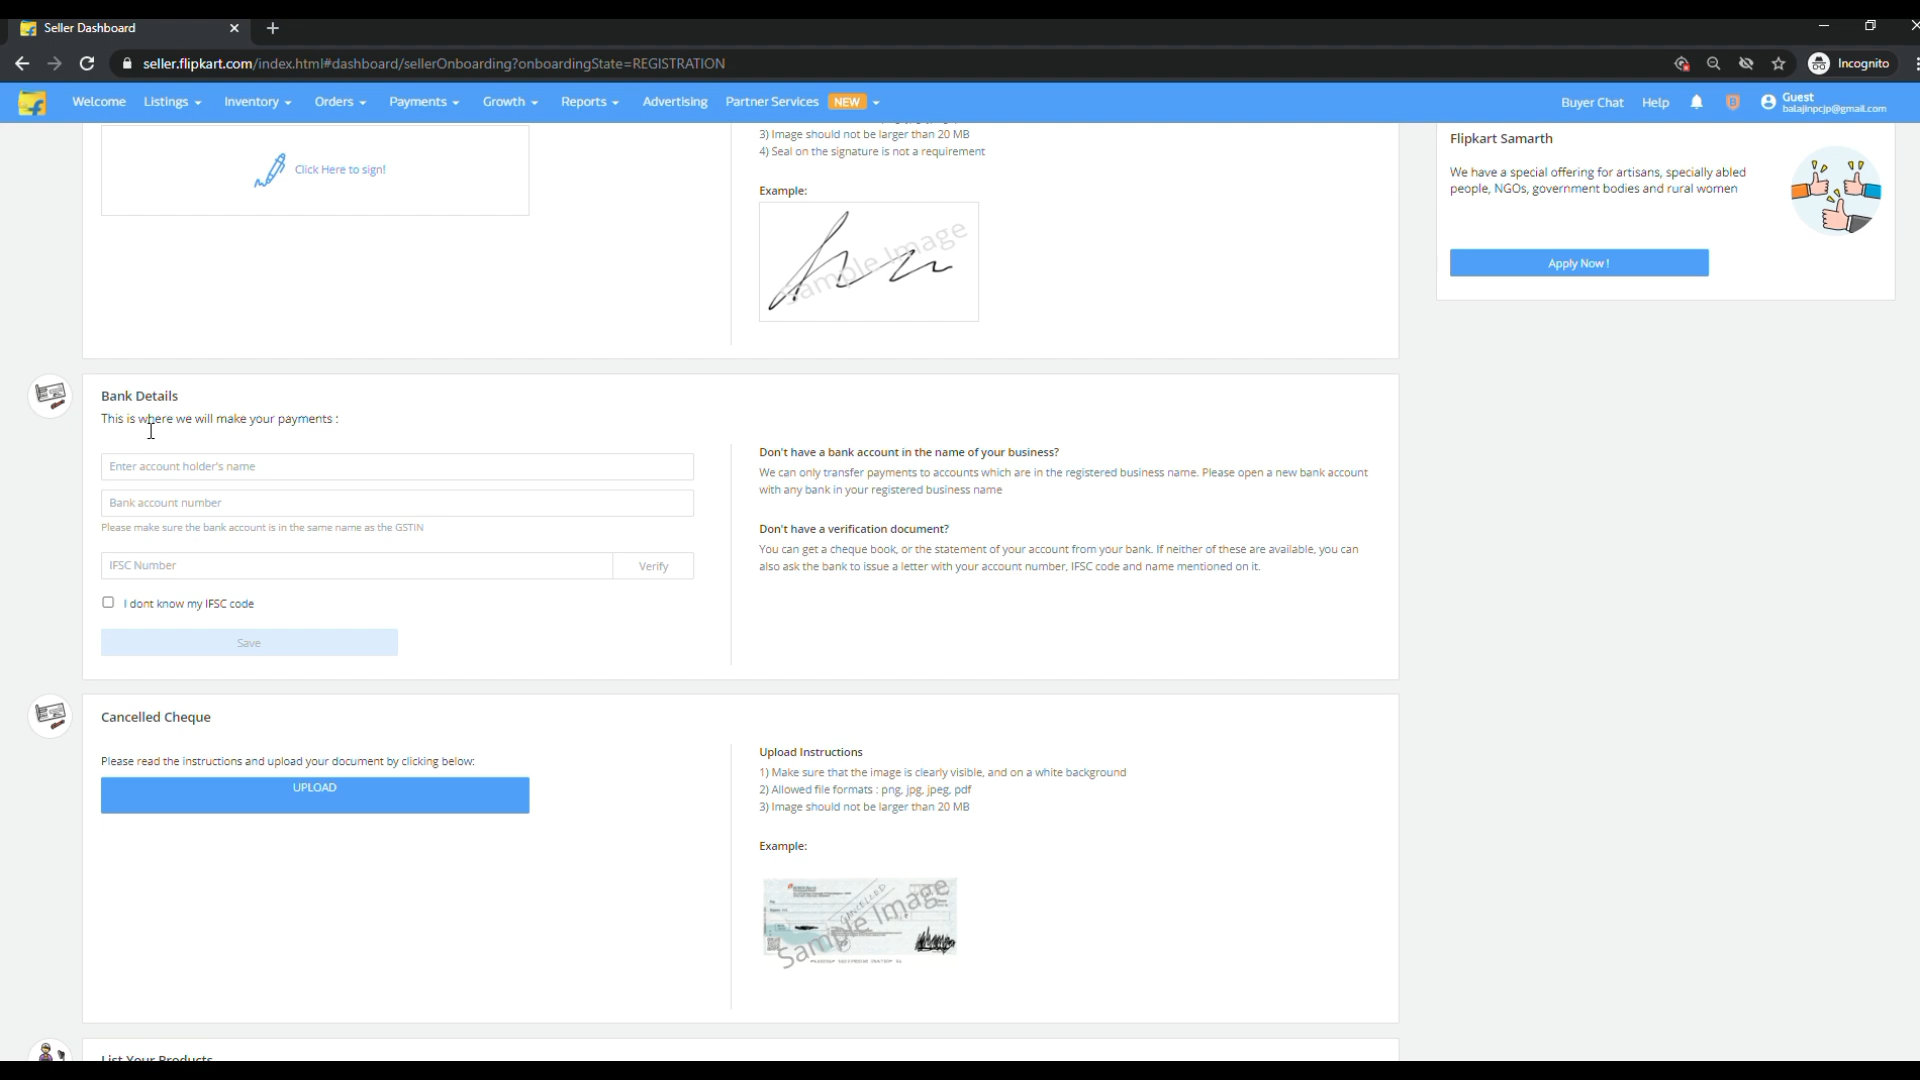 Seller Dashboard
seller.flipkart.com/index.html#dashboard/sellerOnboarding?onboardingState=REGISTRATION
Incognito
Welcome Listings Inventory Orders Payments Growth Reports Advertising Partner Services NEW
Buyer Chat Help Guest
balajinpcjp@gmail.com
Click Here to sign!
3) Image should not be larger than 20 MB
4) Seal on the signature is not a requirement
Example:
Sample Image
Flipkart Samarth
We have a special offering for artisans, specially abled
people, NGOs, government bodies and rural women
Apply Now !
Bank Details
This is where we will make your payments :
Enter account holder's name
Bank account number
Please make sure the bank account is in the same name as the GSTIN
IFSC Number
Verify
I dont know my IFSC code
Save
Don't have a bank account in the name of your business?
We can only transfer payments to accounts which are in the registered business name. Please open a new bank account
with any bank in your registered business name
Don't have a verification document?
You can get a cheque book, or the statement of your account from your bank. If neither of these are available, you can
also ask the bank to issue a letter with your account number, IFSC code and name mentioned on it.
Cancelled Cheque
Please read the instructions and upload your document by clicking below:
UPLOAD
Upload Instructions
1) Make sure that the image is clearly visible, and on a white background
2) Allowed file formats : png, jpg, jpeg, pdf
3) Image should not be larger than 20 MB
Example:
CANCELLED
Sample Image
List Your Products